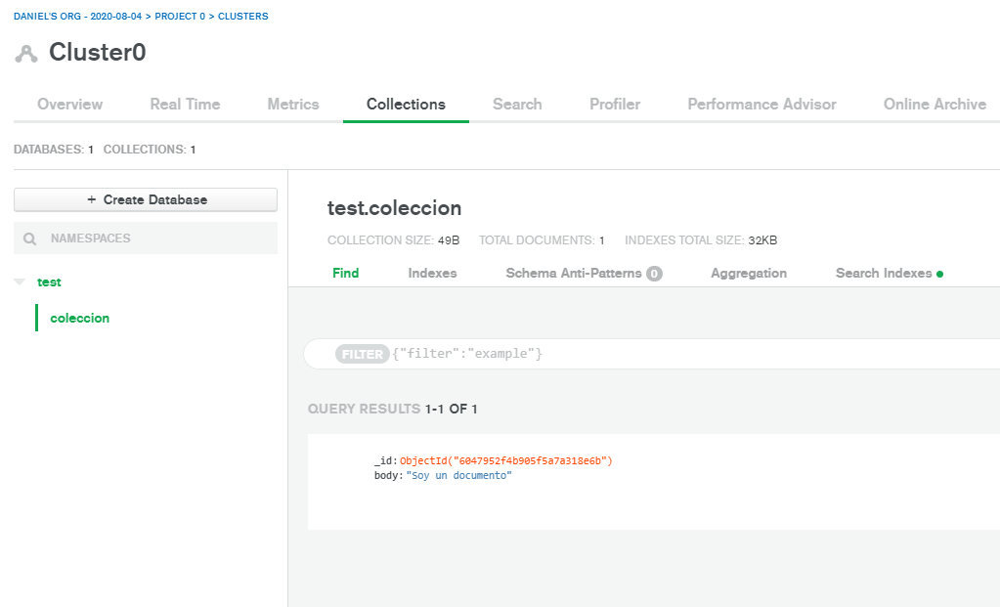 DANIEL'S ORG - 2020-08-04 > PROJECT 0 > CLUSTERS
Cluster0
Overview Real Time Metrics Collections Search Profiler Performance Advisor Online Archive
DATABASES: 1 COLLECTIONS: 1
+ Create Database
NAMESPACES
test
coleccion
test.coleccion
COLLECTION SIZE: 49B TOTAL DOCUMENTS: 1 INDEXES TOTAL SIZE: 32KB
Find Indexes Schema Anti-Patterns 0 Aggregation Search Indexes
FILTER {"filter":"example"}
QUERY RESULTS 1-1 OF 1
_id: ObjectId("6047952f4b905f5a7a318e6b")
body: "Soy un documento"